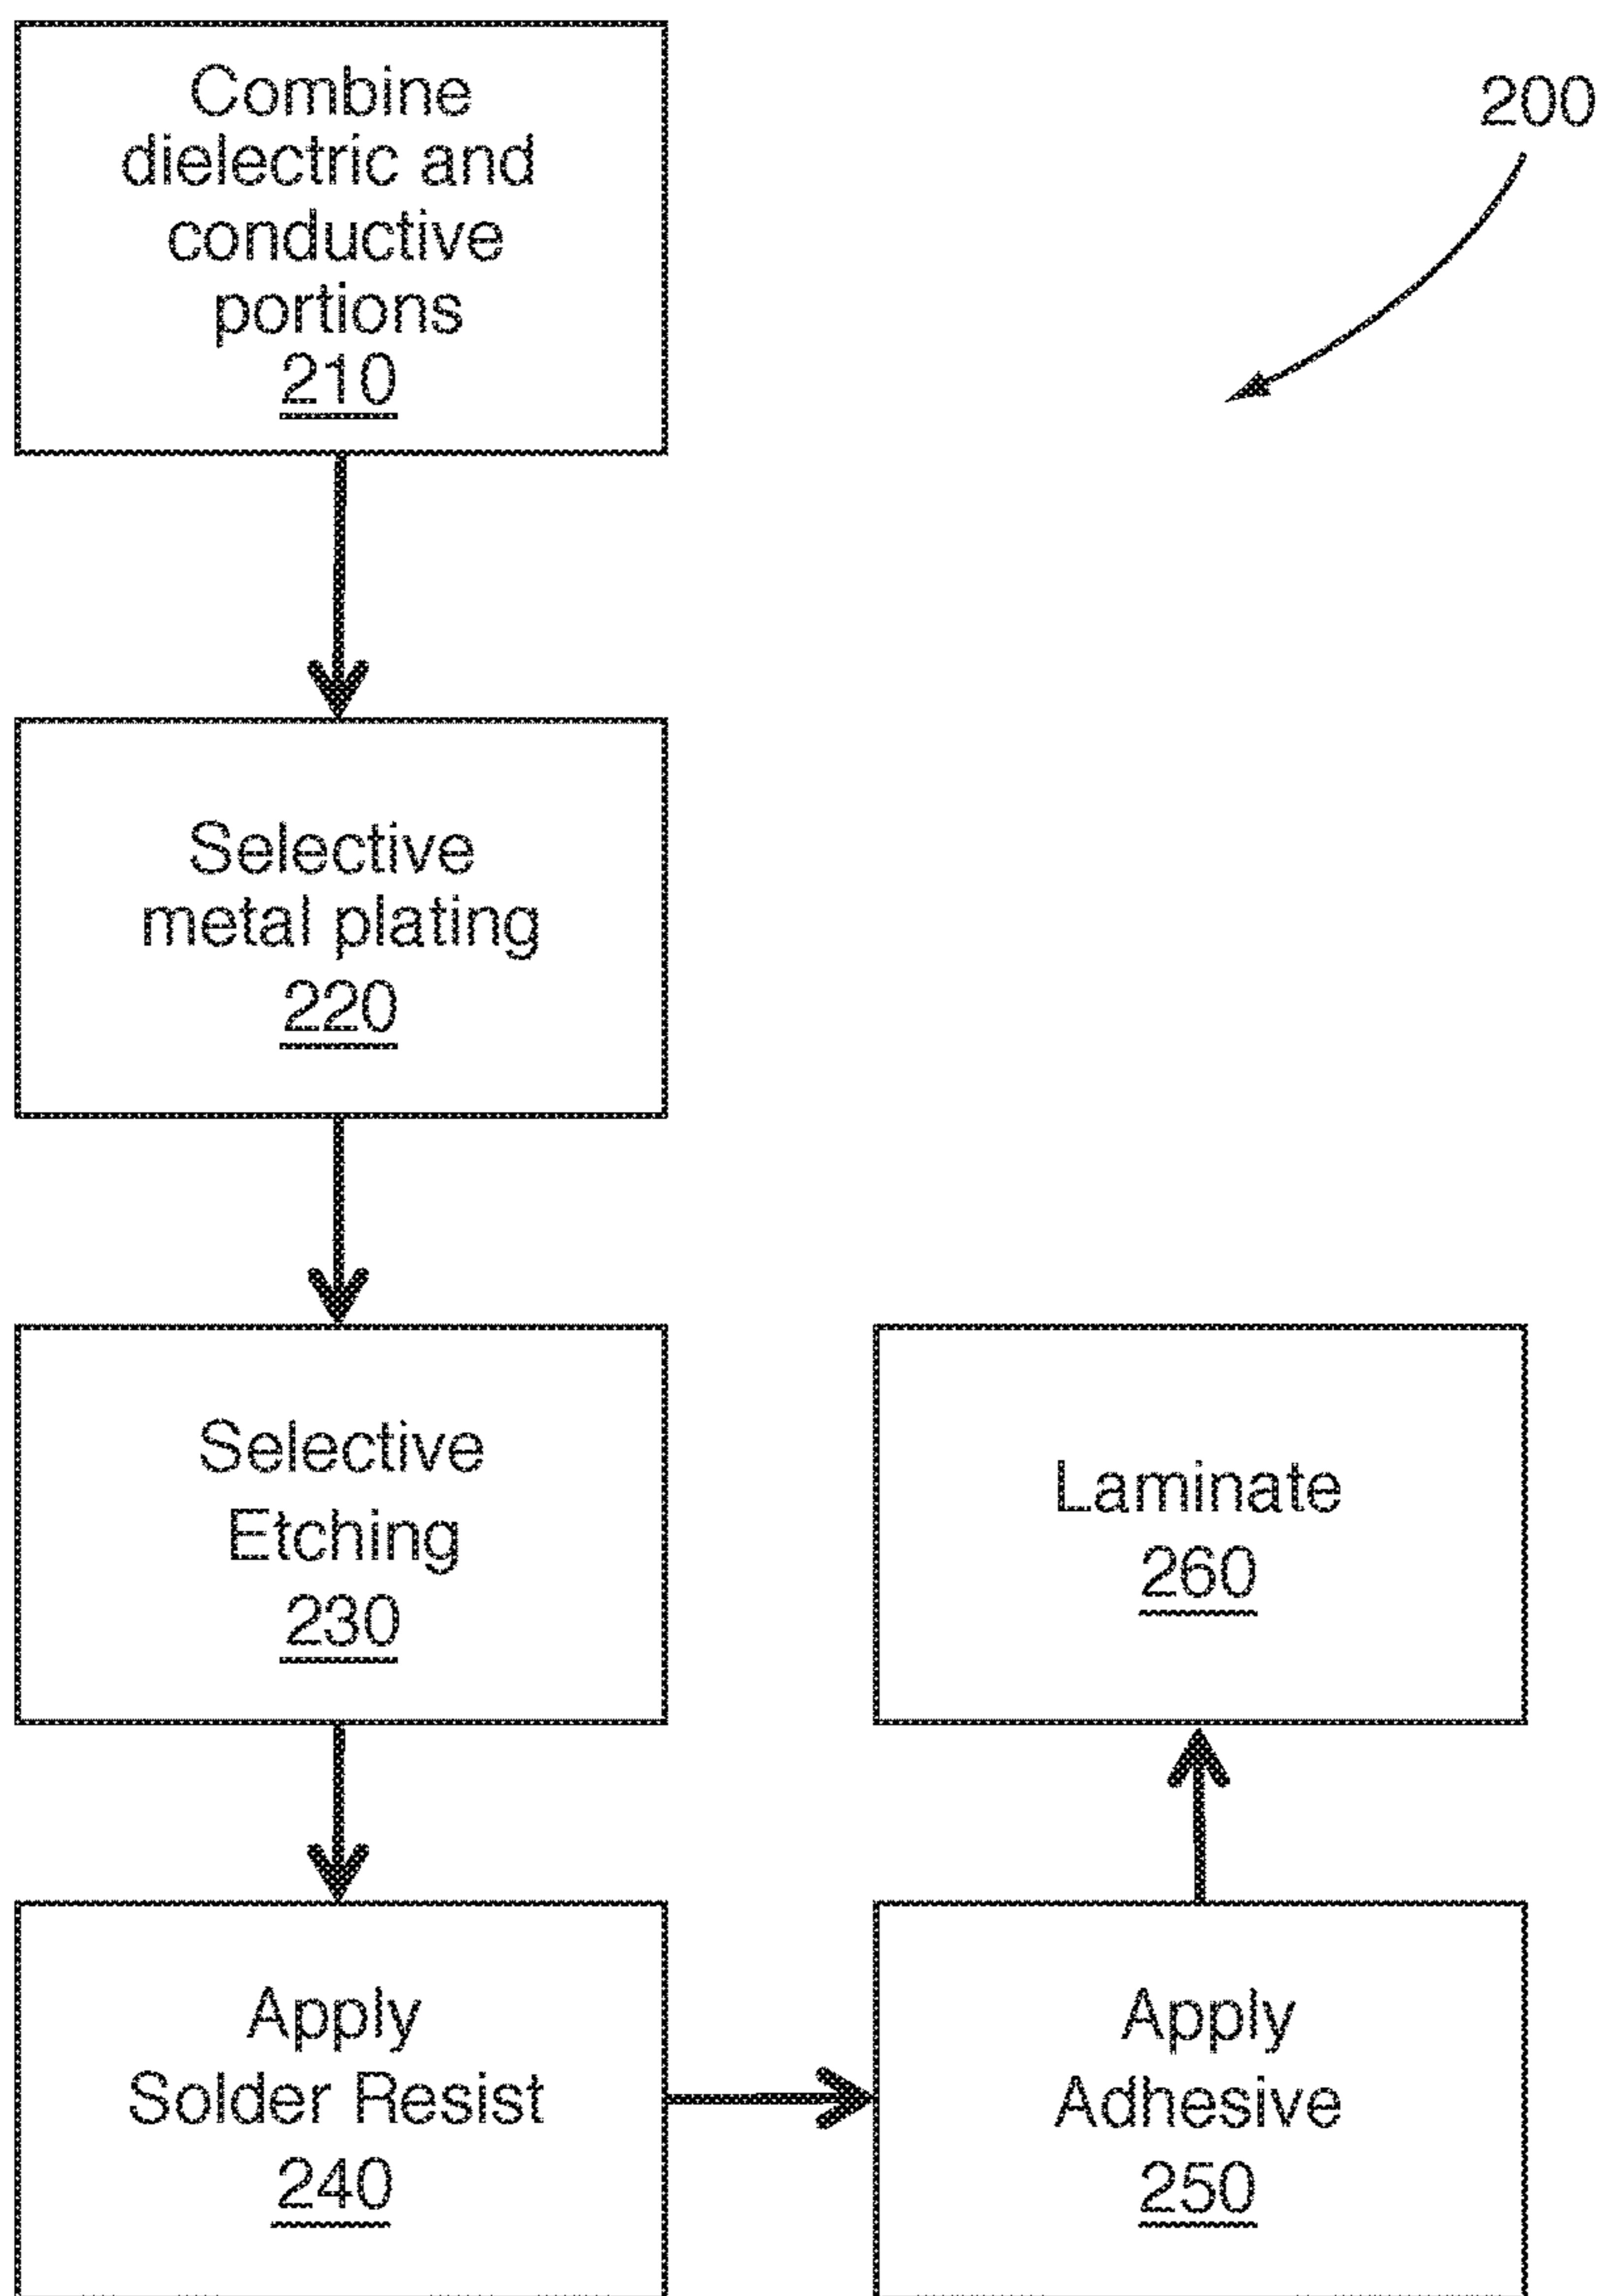 Combine
dielectric and
conductive
portions
210
200
Selective
metal plating
220
Selective
Etching
230
Apply
Solder Resist
240
Apply
Adhesive
250
Laminate
260